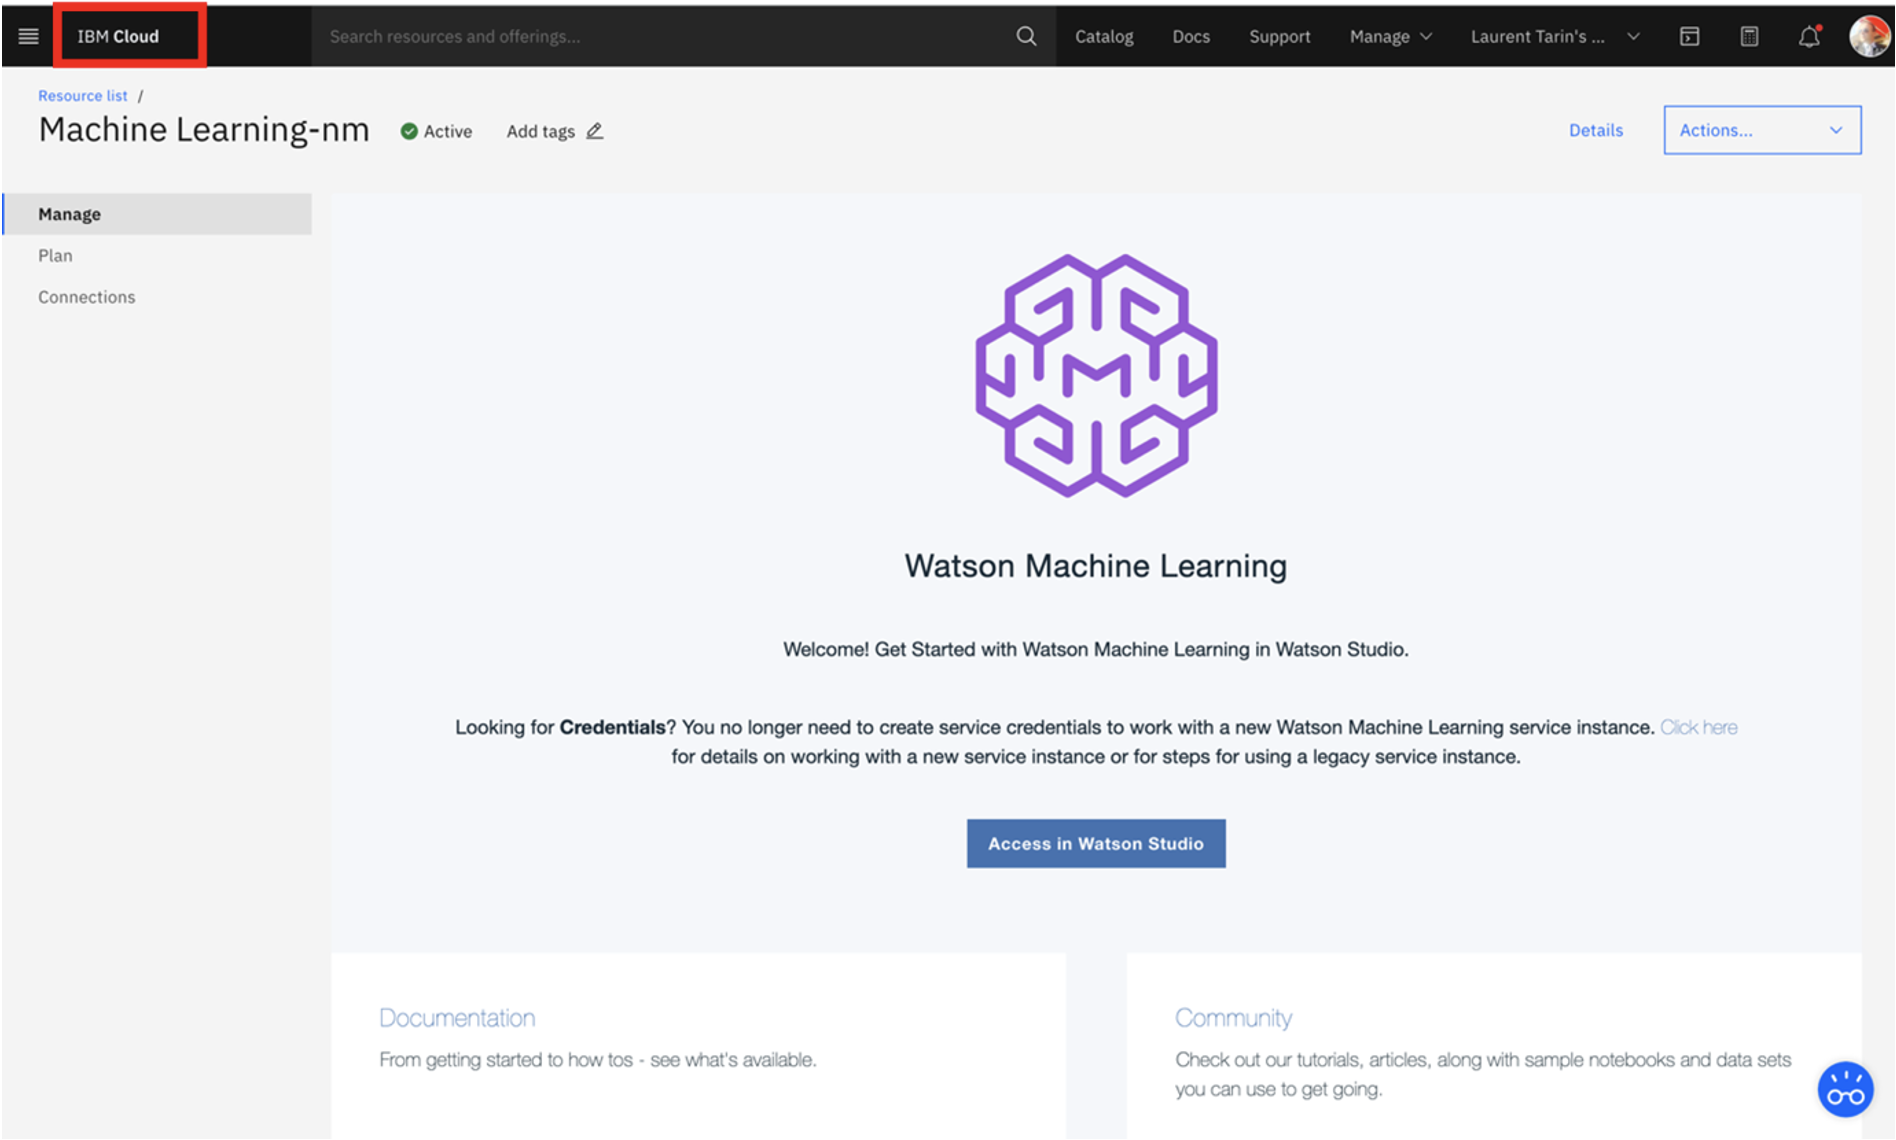 IBM Cloud
Search resources and offerings...
Catalog
Docs
Support
Manage
Laurent Tarin's ...
Resource list /
Machine Learning-nm
Active
Add tags
Details
Actions...
Manage
Plan
Connections
Watson Machine Learning
Welcome! Get Started with Watson Machine Learning in Watson Studio.
Looking for Credentials? You no longer need to create service credentials to work with a new Watson Machine Learning service instance. Click here
for details on working with a new service instance or for steps for using a legacy service instance.
Access in Watson Studio
Documentation
From getting started to how tos - see what's available.
Community
Check out our tutorials, articles, along with sample notebooks and data sets
you can use to get going.